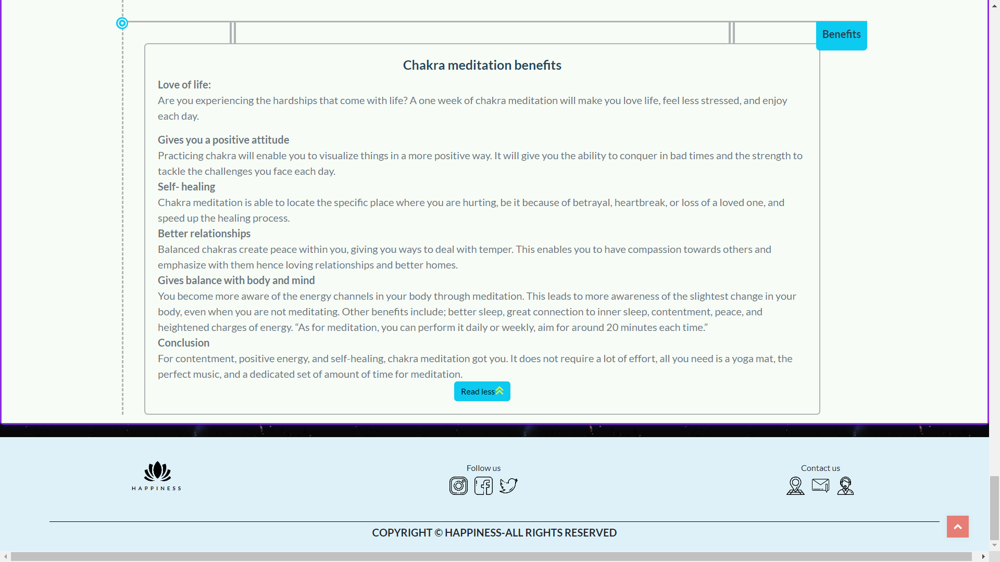 Benefits
Chakra meditation benefits
Love of life:
Are you experiencing the hardships that come with life? A one week of chakra meditation will make you love life, feel less stressed, and enjoy
each day.
Gives you a positive attitude
Practicing chakra will enable you to visualize things in a more positive way. It will give you the ability to conquer in bad times and the strength to
tackle the challenges you face each day.
Self- healing
Chakra meditation is able to locate the specific place where you are hurting, be it because of betrayal, heartbreak, or loss of a loved one, and
speed up the healing process.
Better relationships
Balanced chakras create peace within you, giving you ways to deal with temper. This enables you to have compassion towards others and
emphasize with them hence loving relationships and better homes.
Gives balance with body and mind
You become more aware of the energy channels in your body through meditation. This leads to more awareness of the slightest change in your
body, even when you are not meditating. Other benefits include; better sleep, great connection to inner sleep, contentment, peace, and
heightened charges of energy. “As for meditation, you can perform it daily or weekly, aim for around 20 minutes each time.”
Conclusion
For contentment, positive energy, and self-healing, chakra meditation got you. It does not require a lot of effort, all you need is a yoga mat, the
perfect music, and a dedicated set of amount of time for meditation.
Read less
HAPPINESS
Follow us
Contact us
COPYRIGHT © HAPPINESS-ALL RIGHTS RESERVED